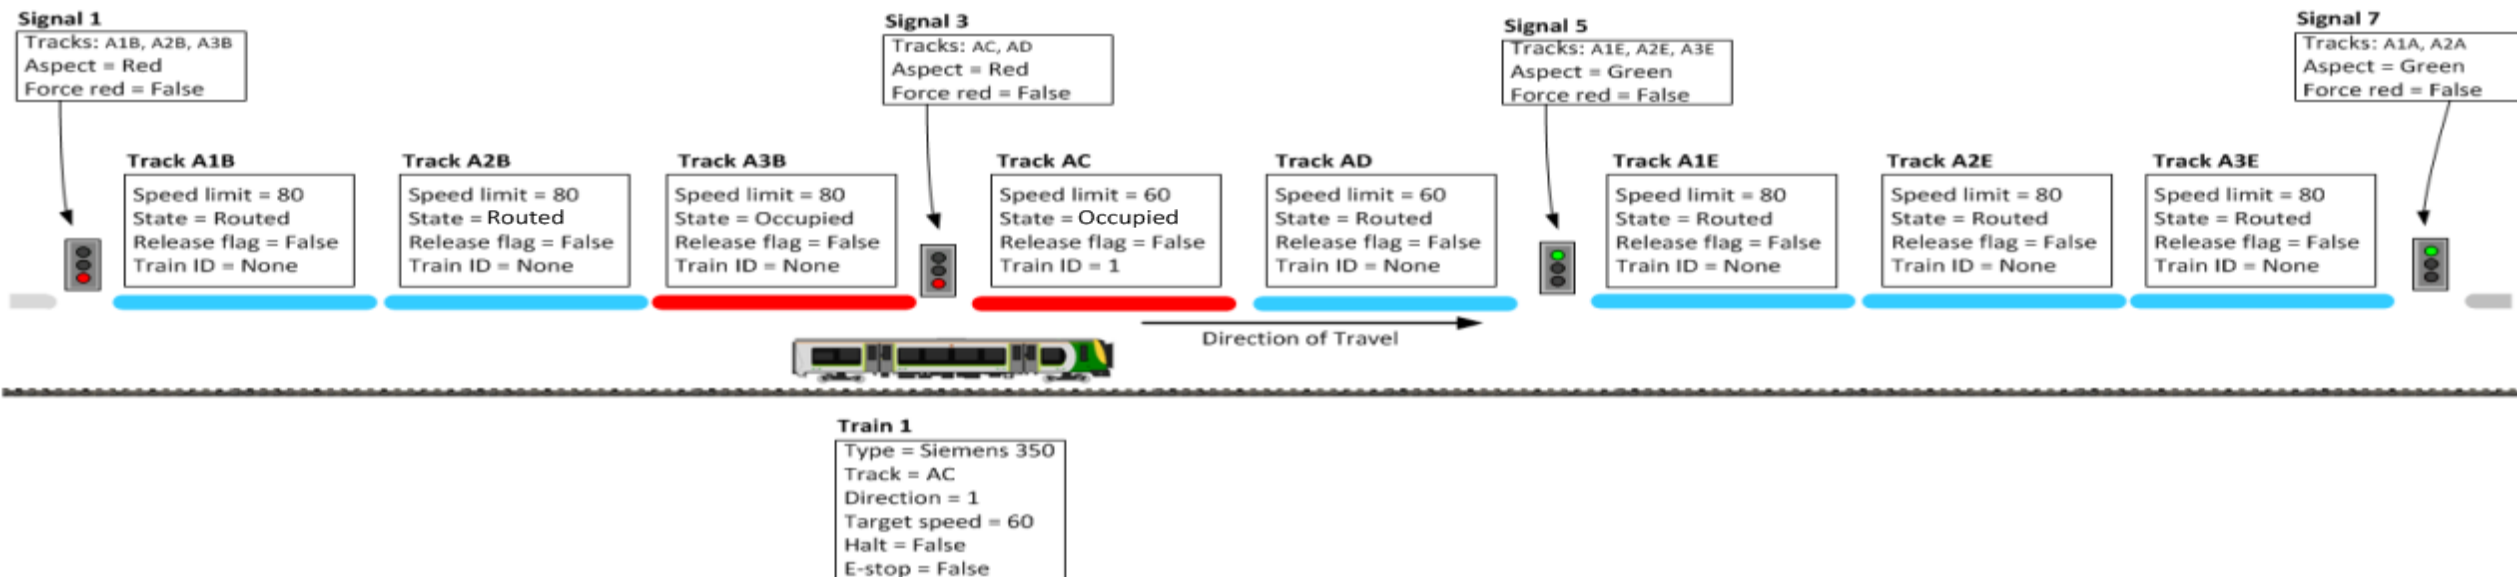 Signal 1
Tracks: A1B, A2B, A3B
Aspect = Red
Force red = False
Signal 3
Tracks: AC, AD
Aspect = Red
Force red = False
Signal 5
Tracks: A1E, A2E, A3E
Aspect = Green
Force red = False
Signal 7
Tracks: A1A, A2A
Aspect = Green
Force red = False
Track A1B
Speed limit = 80
State = Routed
Release flag = False
Train ID = None
Track A2B
Speed limit = 80
State = Routed
Release flag = False
Train ID = None
Track A3B
Speed limit = 80
State = Occupied
Release flag = False
Train ID = None
Track AC
Speed limit = 60
State = Occupied
Release flag = False
Train ID = 1
Track AD
Speed limit = 60
State = Routed
Release flag = False
Train ID = None
Track A1E
Speed limit = 80
State = Routed
Release flag = False
Train ID = None
Track A2E
Speed limit = 80
State = Routed
Release flag = False
Train ID = None
Track A3E
Speed limit = 80
State = Routed
Release flag = False
Train ID = None
Direction of Travel
Train 1
Type = Siemens 350
Track = AC
Direction = 1
Target speed = 60
Halt = False
E-stop = False